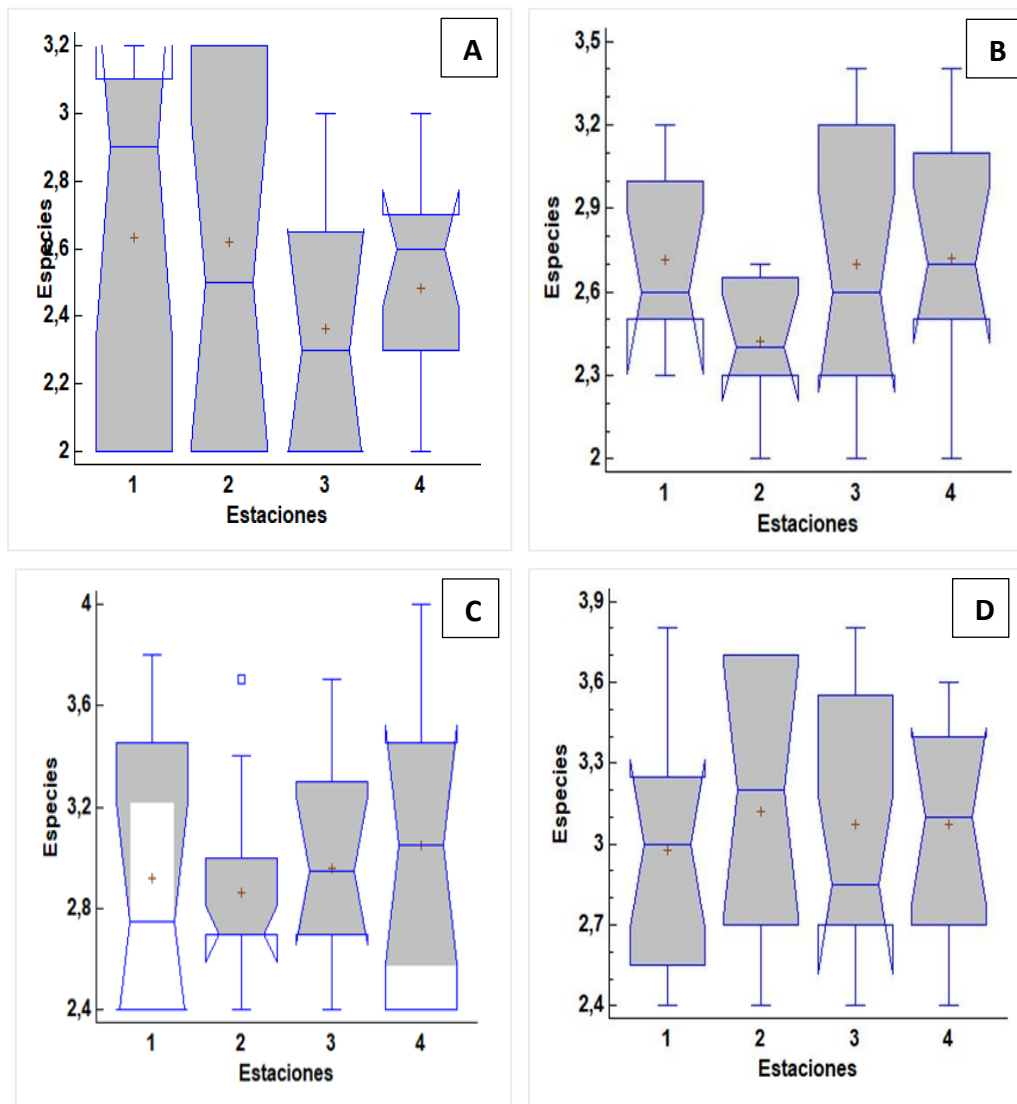 A
Especies
3,2
3
2,8
2,6
2,4
2,2
2
1 2 3 4
Estaciones
B
Especies
3,5
3,2
2,9
2,6
2,3
2
1 2 3 4
Estaciones
C
Especies
4
3,6
3,2
2,8
2,4
1 2 3 4
Estaciones
D
Especies
3,9
3,6
3,3
3
2,7
2,4
1 2 3 4
Estaciones